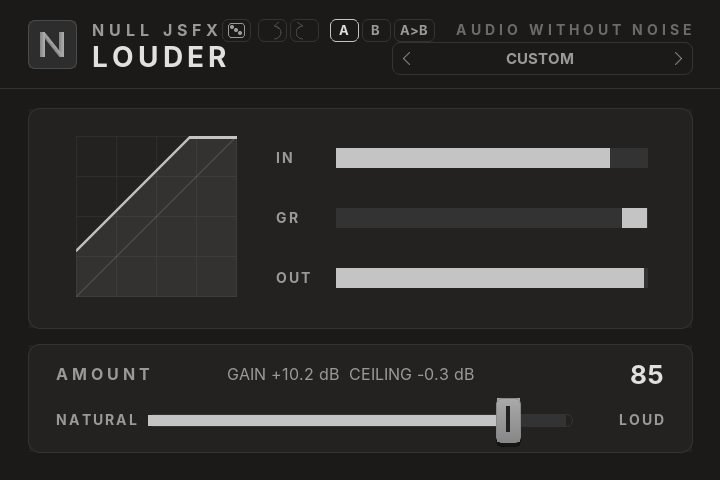 N
NULL JSFX
A B A>B
AUDIO WITHOUT NOISE
LOUDER
CUSTOM
IN
GR
OUT
AMOUNT GAIN +10.2 dB CEILING -0.3 dB 85
NATURAL LOUD